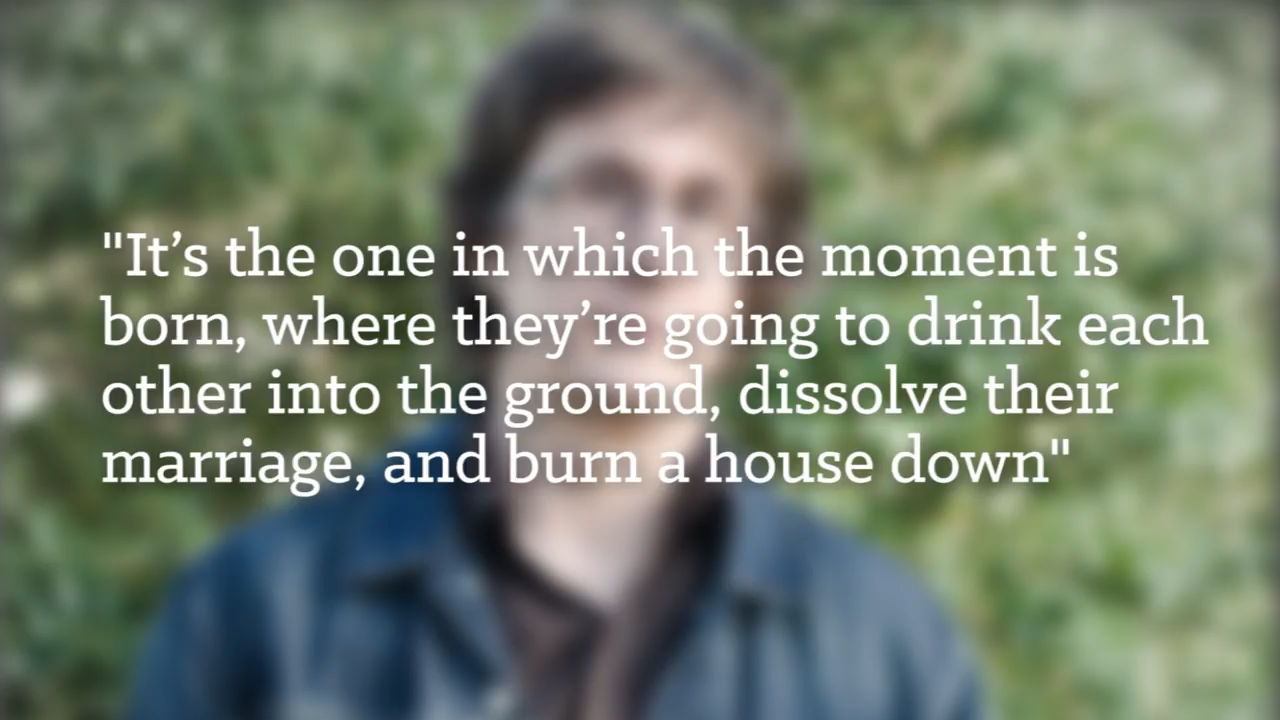 "It’s the one in which the moment is
born, where they’re going to drink each
other into the ground, dissolve their
marriage, and burn a house down"